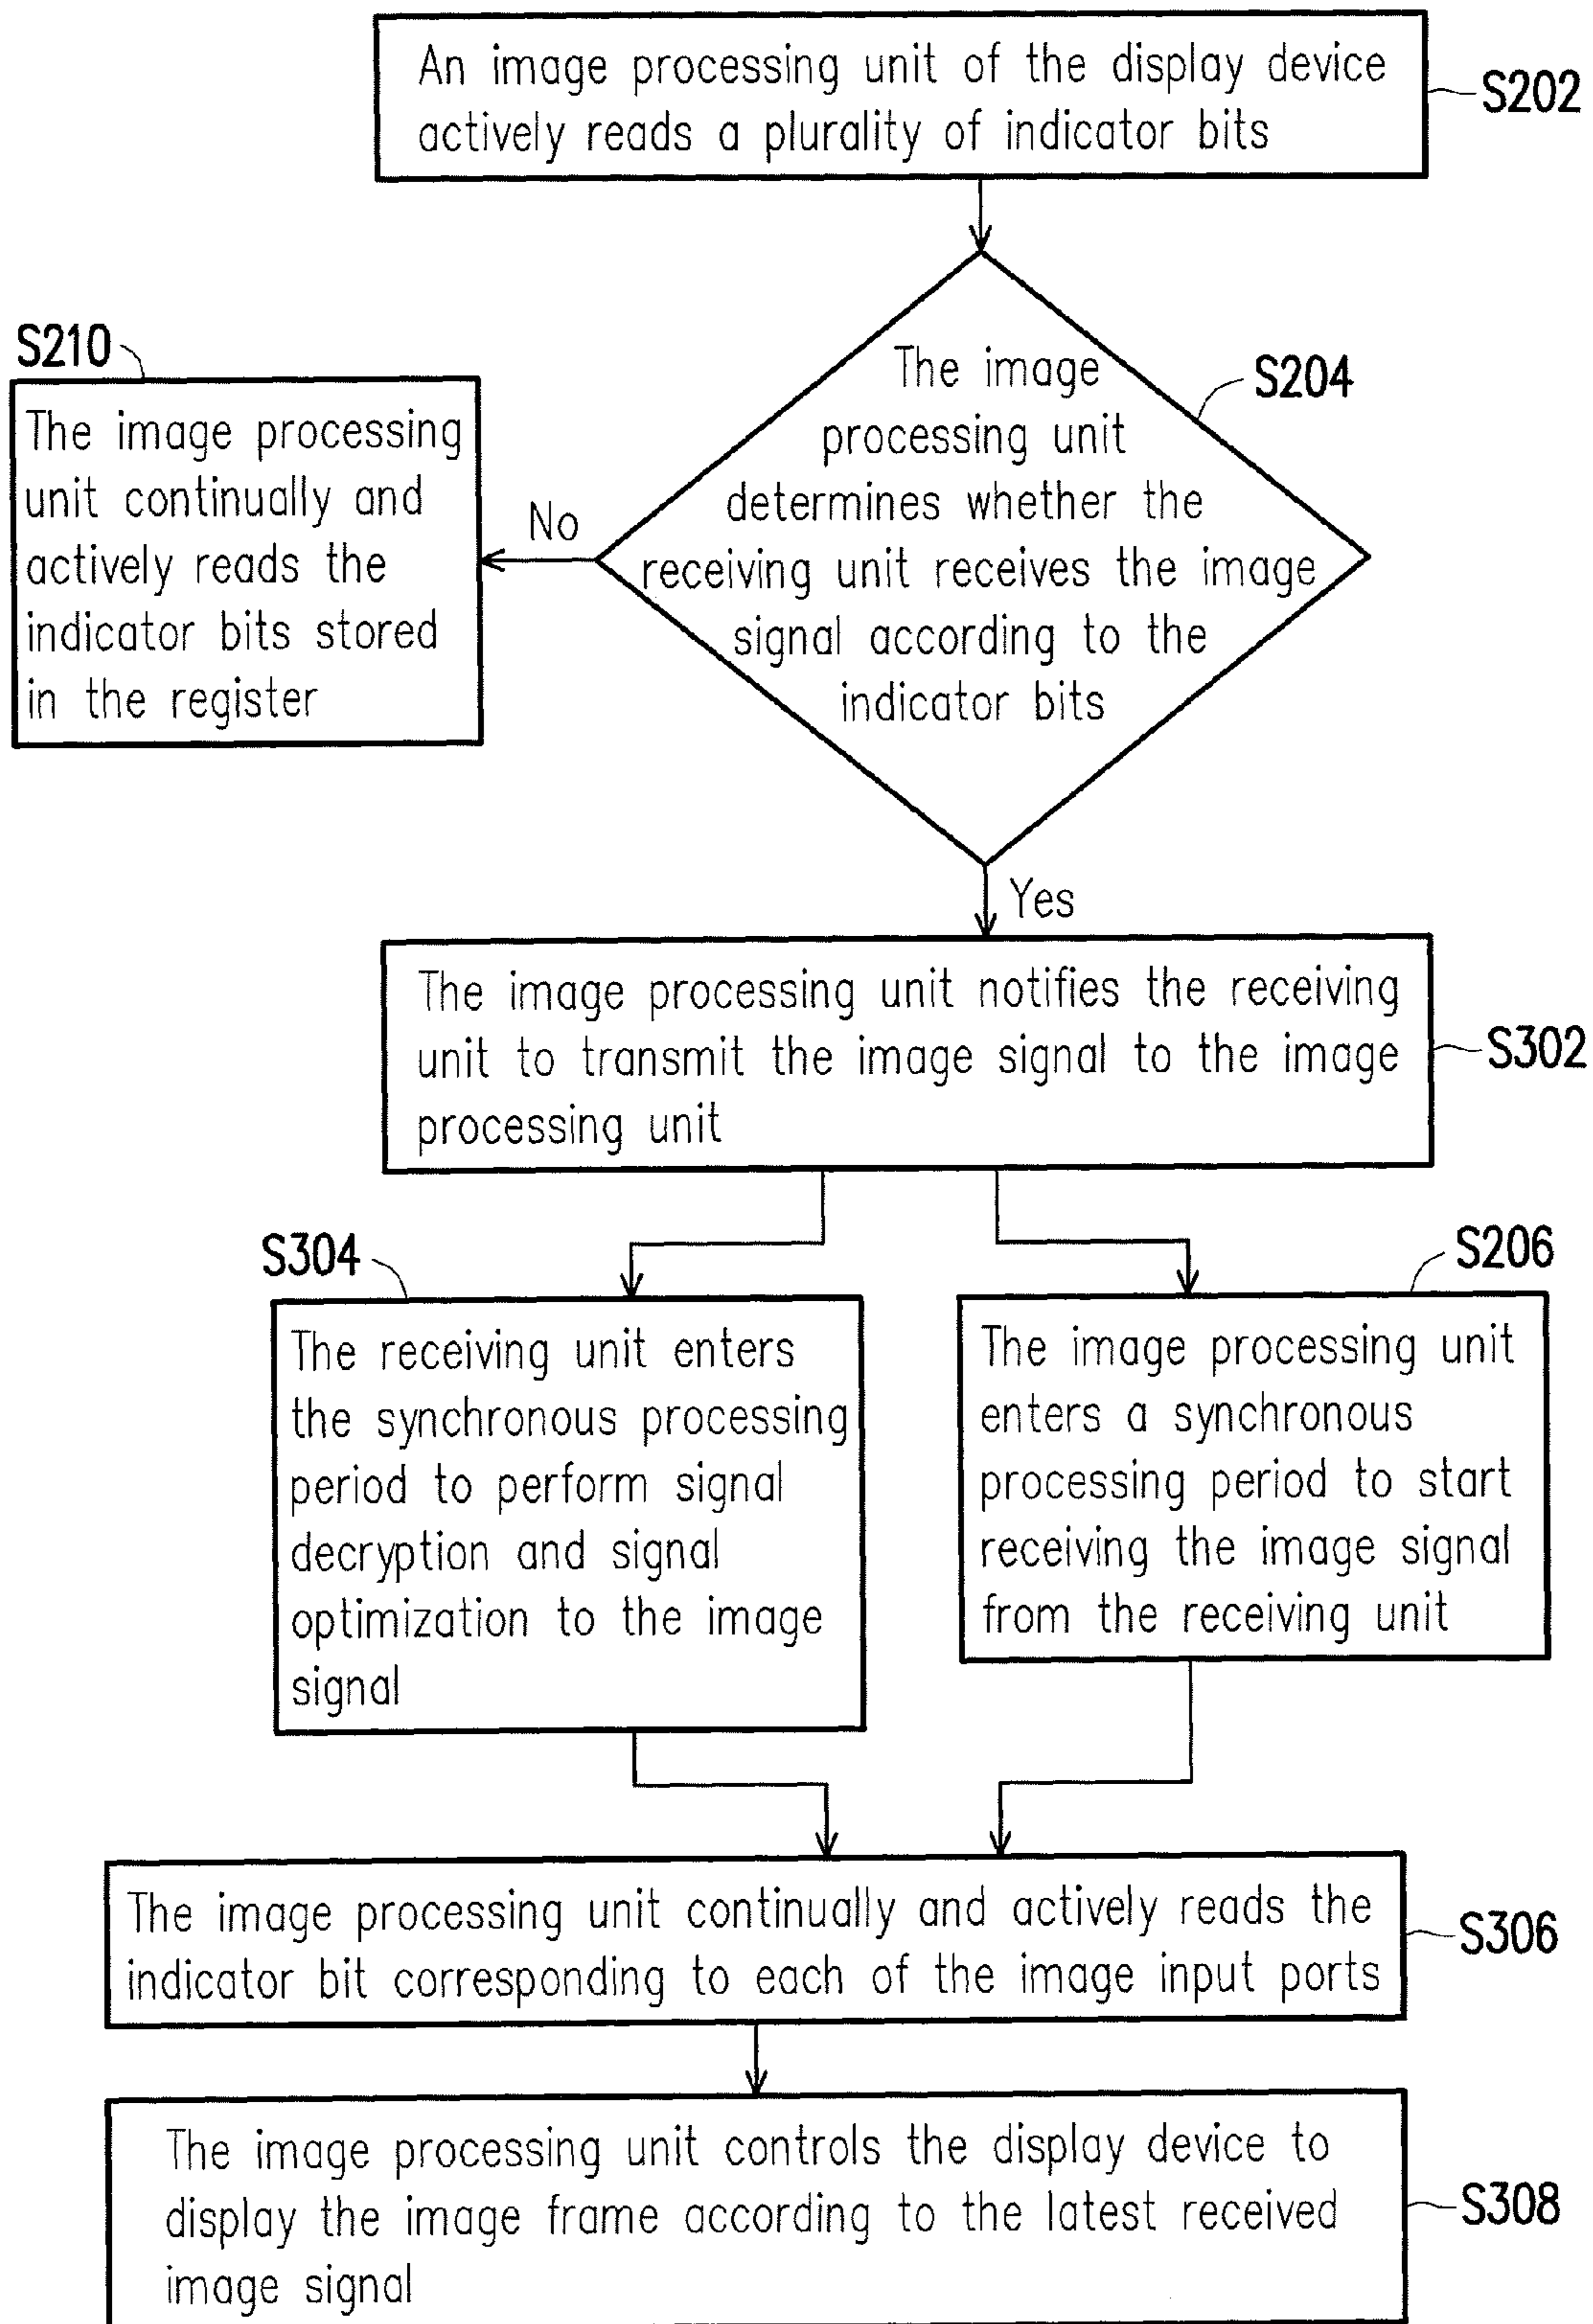 An image processing unit of the display device
actively reads a plurality of indicator bits
S202
S210
The image processing
unit continually and
actively reads the
indicator bits stored
in the register
No
The image
processing unit
determines whether the
receiving unit receives the image
signal according to the
indicator bits
S204
Yes
The image processing unit notifies the receiving
unit to transmit the image signal to the image
processing unit
S302
S304
The receiving unit enters
the synchronous processing
period to perform signal
decryption and signal
optimization to the image
signal
S206
The image processing unit
enters a synchronous
processing period to start
receiving the image signal
from the receiving unit
The image processing unit continually and actively reads the
indicator bit corresponding to each of the image input ports
S306
The image processing unit controls the display device to
display the image frame according to the latest received
image signal
S308